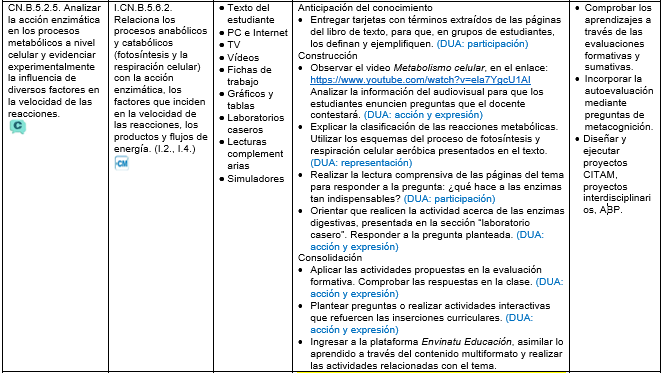 CN.B.5.2.5. Analizar
la acción enzimática
en los procesos
metabólicos a nivel
celular y evidenciar
experimentalmente
la influencia de
diversos factores en
la velocidad de las
reacciones.
C
I.CN.B.5.6.2.
Relaciona los
procesos anabólicos
y catabólicos
(fotosíntesis y la
respiración celular)
con la acción
enzimática, los
factores que inciden
en la velocidad de
las reacciones, los
productos y flujos de
energía. (I.2., I.4.)
CM
● Texto del
estudiante
● PC e Internet
● TV
● Vídeos
● Fichas de
trabajo
● Gráficos y
tablas
● Laboratorios
caseros
● Lecturas
complement
arias
● Simuladores
Anticipación del conocimiento
• Entregar tarjetas con términos extraídos de las páginas
del libro de texto, para que, en grupos de estudiantes,
los definan y ejemplifiquen. (DUA: participación)
Construcción
• Observar el video Metabolismo celular, en el enlace:
https://www.youtube.com/watch?v=eIa7YgcU1AI
Analizar la información del audiovisual para que los
estudiantes enuncien preguntas que el docente
contestará. (DUA: acción y expresión)
• Explicar la clasificación de las reacciones metabólicas.
Utilizar los esquemas del proceso de fotosíntesis y
respiración celular aeróbica presentados en el texto.
(DUA: representación)
• Realizar la lectura comprensiva de las páginas del tema
para responder a la pregunta: ¿qué hace a las enzimas
tan indispensables? (DUA: participación)
• Orientar que realicen la actividad acerca de las enzimas
digestivas, presentada en la sección “laboratorio
casero”. Responder a la pregunta planteada. (DUA:
acción y expresión)
Consolidación
• Aplicar las actividades propuestas en la evaluación
formativa. Comprobar las respuestas en la clase. (DUA:
acción y expresión)
• Plantear preguntas o realizar actividades interactivas
que refuercen las inserciones curriculares. (DUA:
acción y expresión)
• Ingresar a la plataforma Envinatu Educación, asimilar lo
aprendido a través del contenido multiformato y realizar
las actividades relacionadas con el tema.
• Comprobar los
aprendizajes a
través de las
evaluaciones
formativas y
sumativas.
• Incorporar la
autoevaluación
mediante
preguntas de
metacognición.
• Diseñar y
ejecutar
proyectos
CITAM,
proyectos
interdisciplinari
os, ABP.